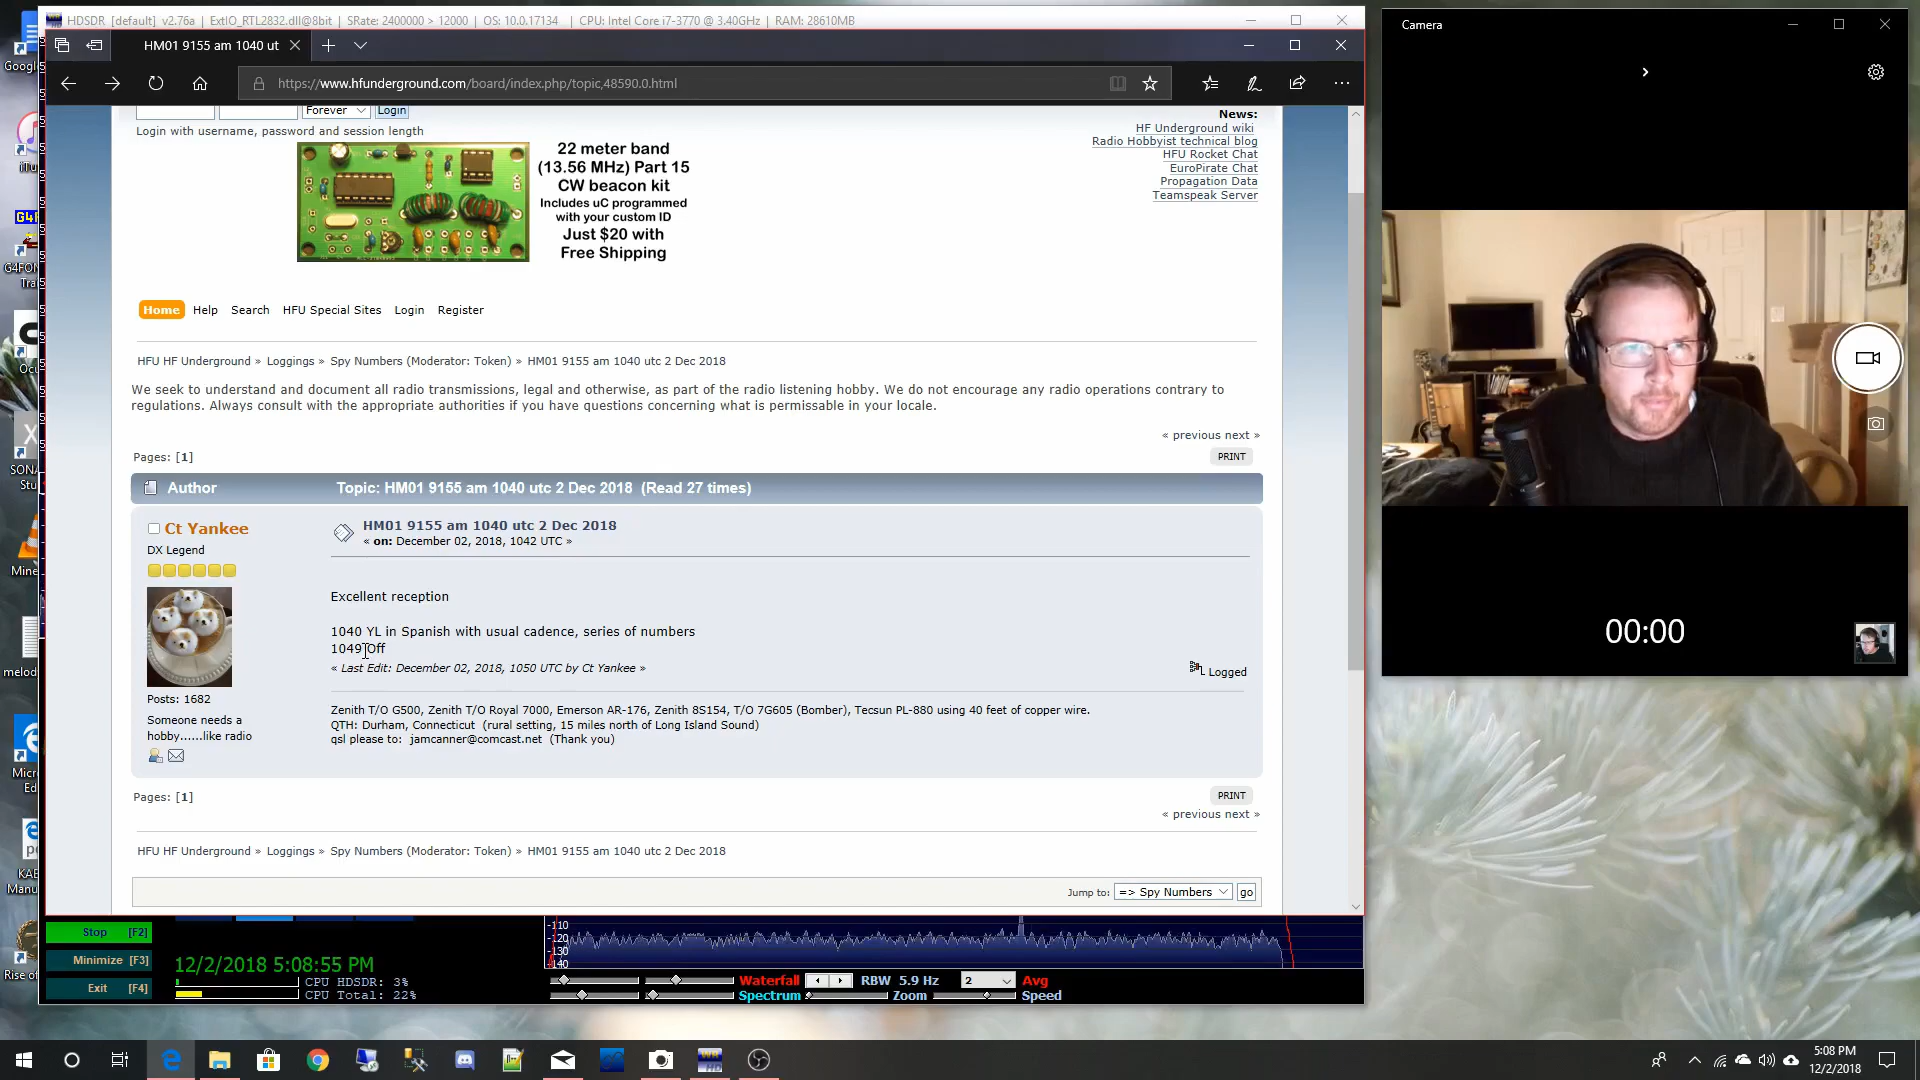 HDSDR [default] v2.76a | ExtIO_RTL2832.dll@8bit | SRate: 2400000 > 12000 | OS: 10.0.17134 | CPU: Intel Core i7-3770 @ 3.40GHz | RAM: 28610MB
HM01 9155 am 1040 ut
https://www.hfunderground.com/board/index.php/topic,48590.0.html
Camera
Forever
Login
Login with username, password and session length
News:
HF Underground wiki
Radio Hobbyist technical blog
HFU Rocket Chat
EuroPirate Chat
Propagation Data
Teamspeak Server
22 meter band
(13.56 MHz) Part 15
CW beacon kit
Includes uC programmed
with your custom ID
Just $20 with
Free Shipping
Home Help Search HFU Special Sites Login Register
HFU HF Underground » Loggings » Spy Numbers (Moderator: Token) » HM01 9155 am 1040 utc 2 Dec 2018
We seek to understand and document all radio transmissions, legal and otherwise, as part of the radio listening hobby. We do not encourage any radio operations contrary to
regulations. Always consult with the appropriate authorities if you have questions concerning what is permissable in your locale.
« previous next »
Pages: [1]
PRINT
Author
Topic: HM01 9155 am 1040 utc 2 Dec 2018 (Read 27 times)
Ct Yankee
DX Legend
HM01 9155 am 1040 utc 2 Dec 2018
« on: December 02, 2018, 1042 UTC »
Excellent reception
1040 YL in Spanish with usual cadence, series of numbers
1049 Off
« Last Edit: December 02, 2018, 1050 UTC by Ct Yankee »
Logged
Posts: 1682
Someone needs a
hobby......like radio
Zenith T/O G500, Zenith T/O Royal 7000, Emerson AR-176, Zenith 8S154, T/O 7G605 (Bomber), Tecsun PL-880 using 40 feet of copper wire.
QTH: Durham, Connecticut (rural setting, 15 miles north of Long Island Sound)
qsl please to: jamcanner@comcast.net (Thank you)
Pages: [1]
PRINT
« previous next »
HFU HF Underground » Loggings » Spy Numbers (Moderator: Token) » HM01 9155 am 1040 utc 2 Dec 2018
Jump to: => Spy Numbers go
00:00
Stop [F2]
Minimize [F3]
Exit [F4]
12/2/2018 5:08:55 PM
CPU HDSDR: 3%
CPU Total: 22%
-110
-120
-130
-140
Waterfall
Spectrum
RBW 5.9 Hz
Zoom
2
Avg
Speed
5:08 PM
12/2/2018